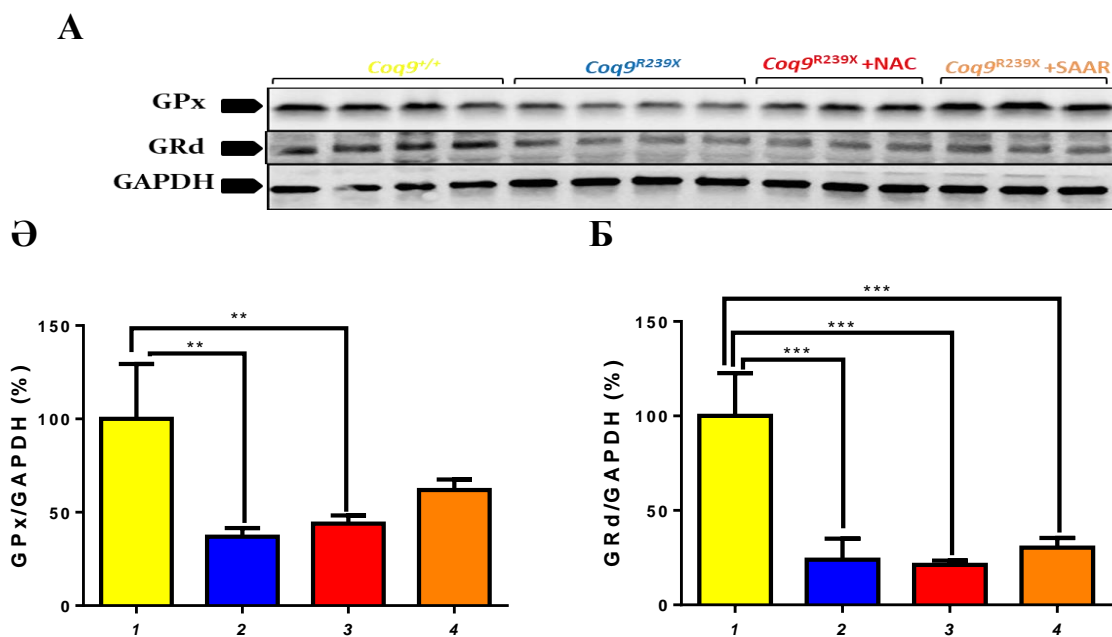 A
Coq9+/+ Coq9R239X Coq9R239X +NAC Coq9R239X +SAAR
GPx
GRd
GAPDH
Ә
GPx/GAPDH (%)
150
100
50
0
**
**
1 2 3 4
Б
GRd/GAPDH (%)
150
100
50
0
***
***
***
1 2 3 4